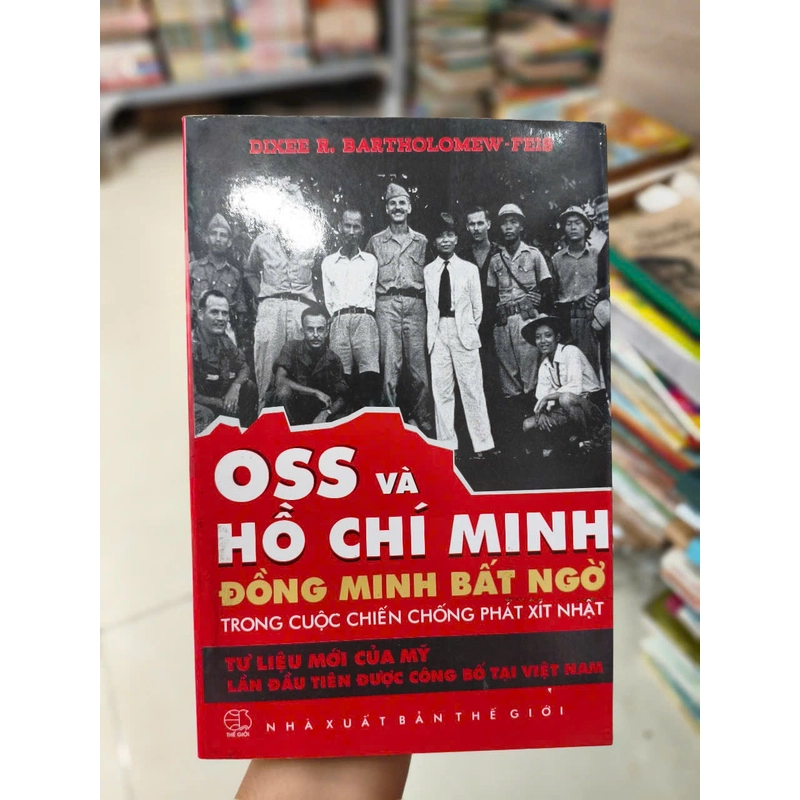 DIXEE R. BARTHOLOMEW-FEIS
OSS VÀ
HỒ CHÍ MINH
ĐỒNG MINH BẤT NGỜ
TRONG CUỘC CHIẾN CHỐNG PHÁT XÍT NHẬT
TƯ LIỆU MỚI CỦA MỸ
LẦN ĐẦU TIÊN ĐƯỢC CÔNG BỐ TẠI VIỆT NAM
THẾ GIỚI
NHÀ XUẤT BẢN THẾ GIỚI